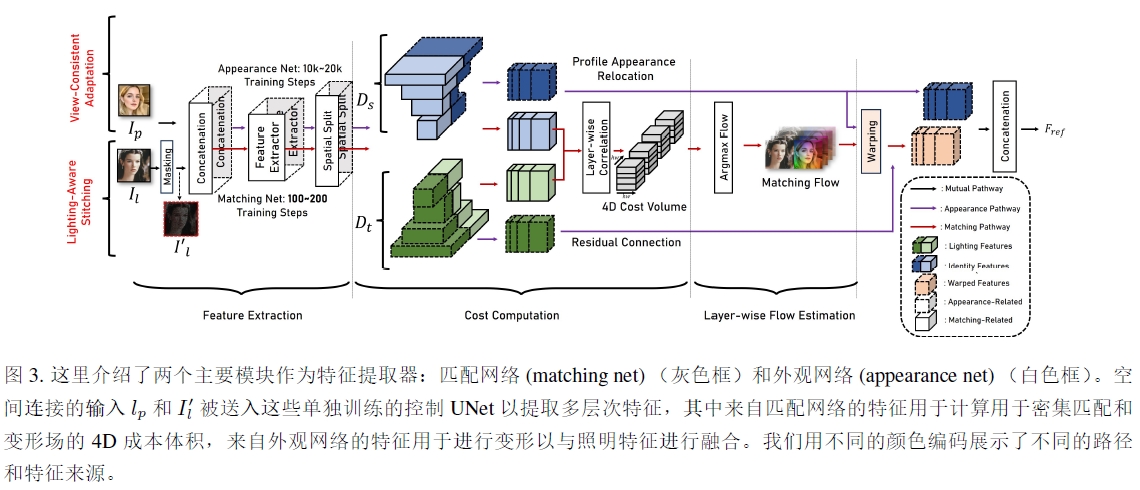 View-Consistent
Adaptation
Lighting-Aware
Stitching
I_p
I_l
Masking
I'_l
Appearance Net: 10k~20k
Training Steps
Concatenation
Concatenation
Feature
Extractor
Extractor
Spatial Split
Spatial Split
Matching Net: 100~200
Training Steps
D_s
D_t
Profile Appearance
Relocation
Layer-wise
Correlation
hw
hw
4D Cost Volume
Residual Connection
Argmax Flow
Matching Flow
Warping
Concatenation
F_ref
: Mutual Pathway
: Appearance Pathway
: Matching Pathway
: Lighting Features
: Identity Features
: Warped Features
: Appearance-Related
: Matching-Related
Feature Extraction
Cost Computation
Layer-wise Flow Estimation
图 3. 这里介绍了两个主要模块作为特征提取器：匹配网络 (matching net) （灰色框）和外观网络 (appearance net) （白色框）。空
间连接的输入 l_p 和 I'_l 被送入这些单独训练的控制 UNet 以提取多层次特征，其中来自匹配网络的特征用于计算用于密集匹配和
变形场的 4D 成本体积，来自外观网络的特征用于进行变形以与照明特征进行融合。我们用不同的颜色编码展示了不同的路径
和特征来源。